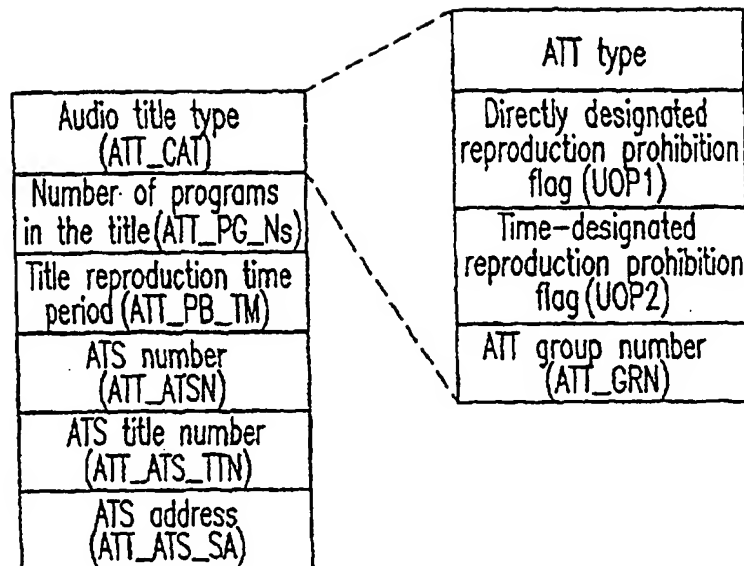 Audio title type
(ATT_CAT)
Number of programs
in the title(ATT_PG_Ns)
Title reproduction time
period(ATT_PB_TM)
ATS number
(ATT_ATSN)
ATS title number
(ATT_ATS_TTN)
ATS address
(ATT_ATS_SA)
ATT type
Directly designated
reproduction prohibition
flag(UOP1)
Time-designated
reproduction prohibition
flag(UOP2)
ATT group number
(ATT_GRN)